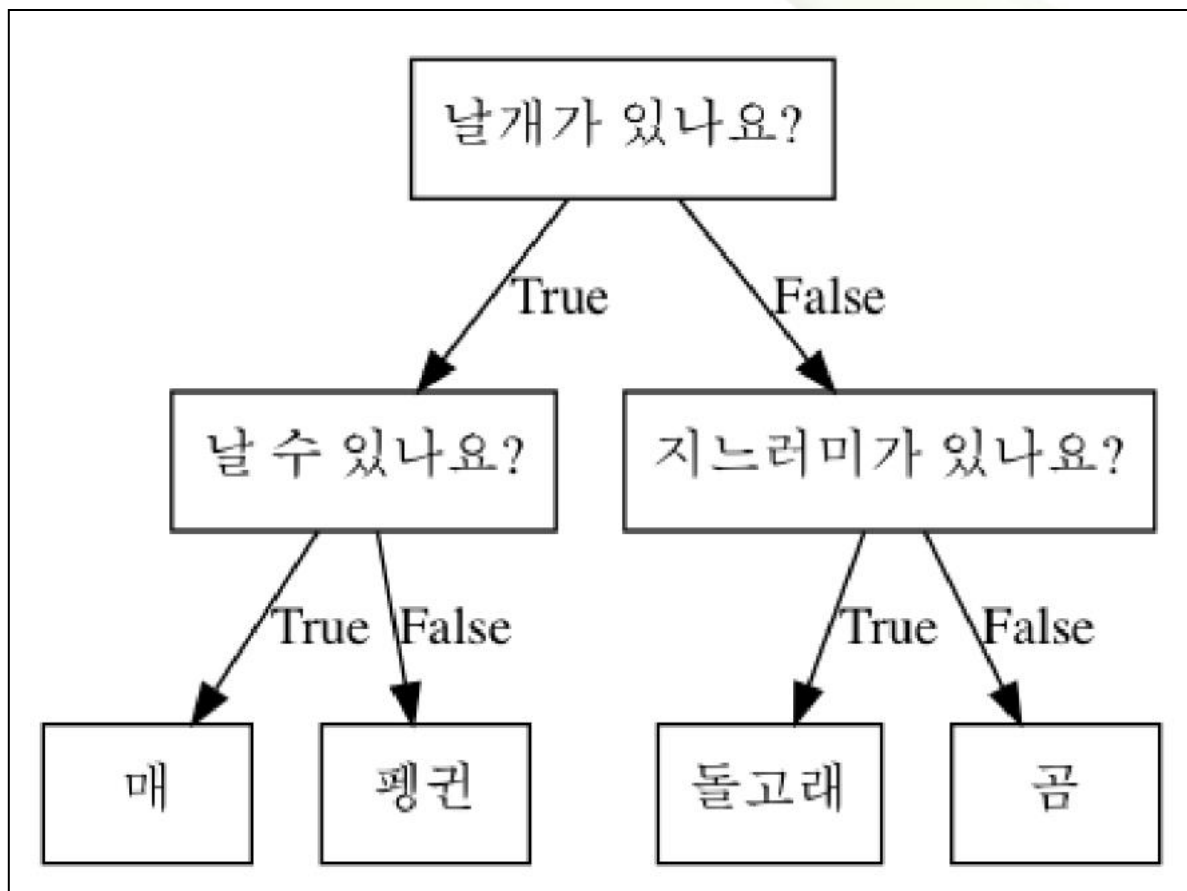 날개가 있나요?
True
False
날 수 있나요?
지느러미가 있나요?
True
False
True
False
매
펭귄
돌고래
곰